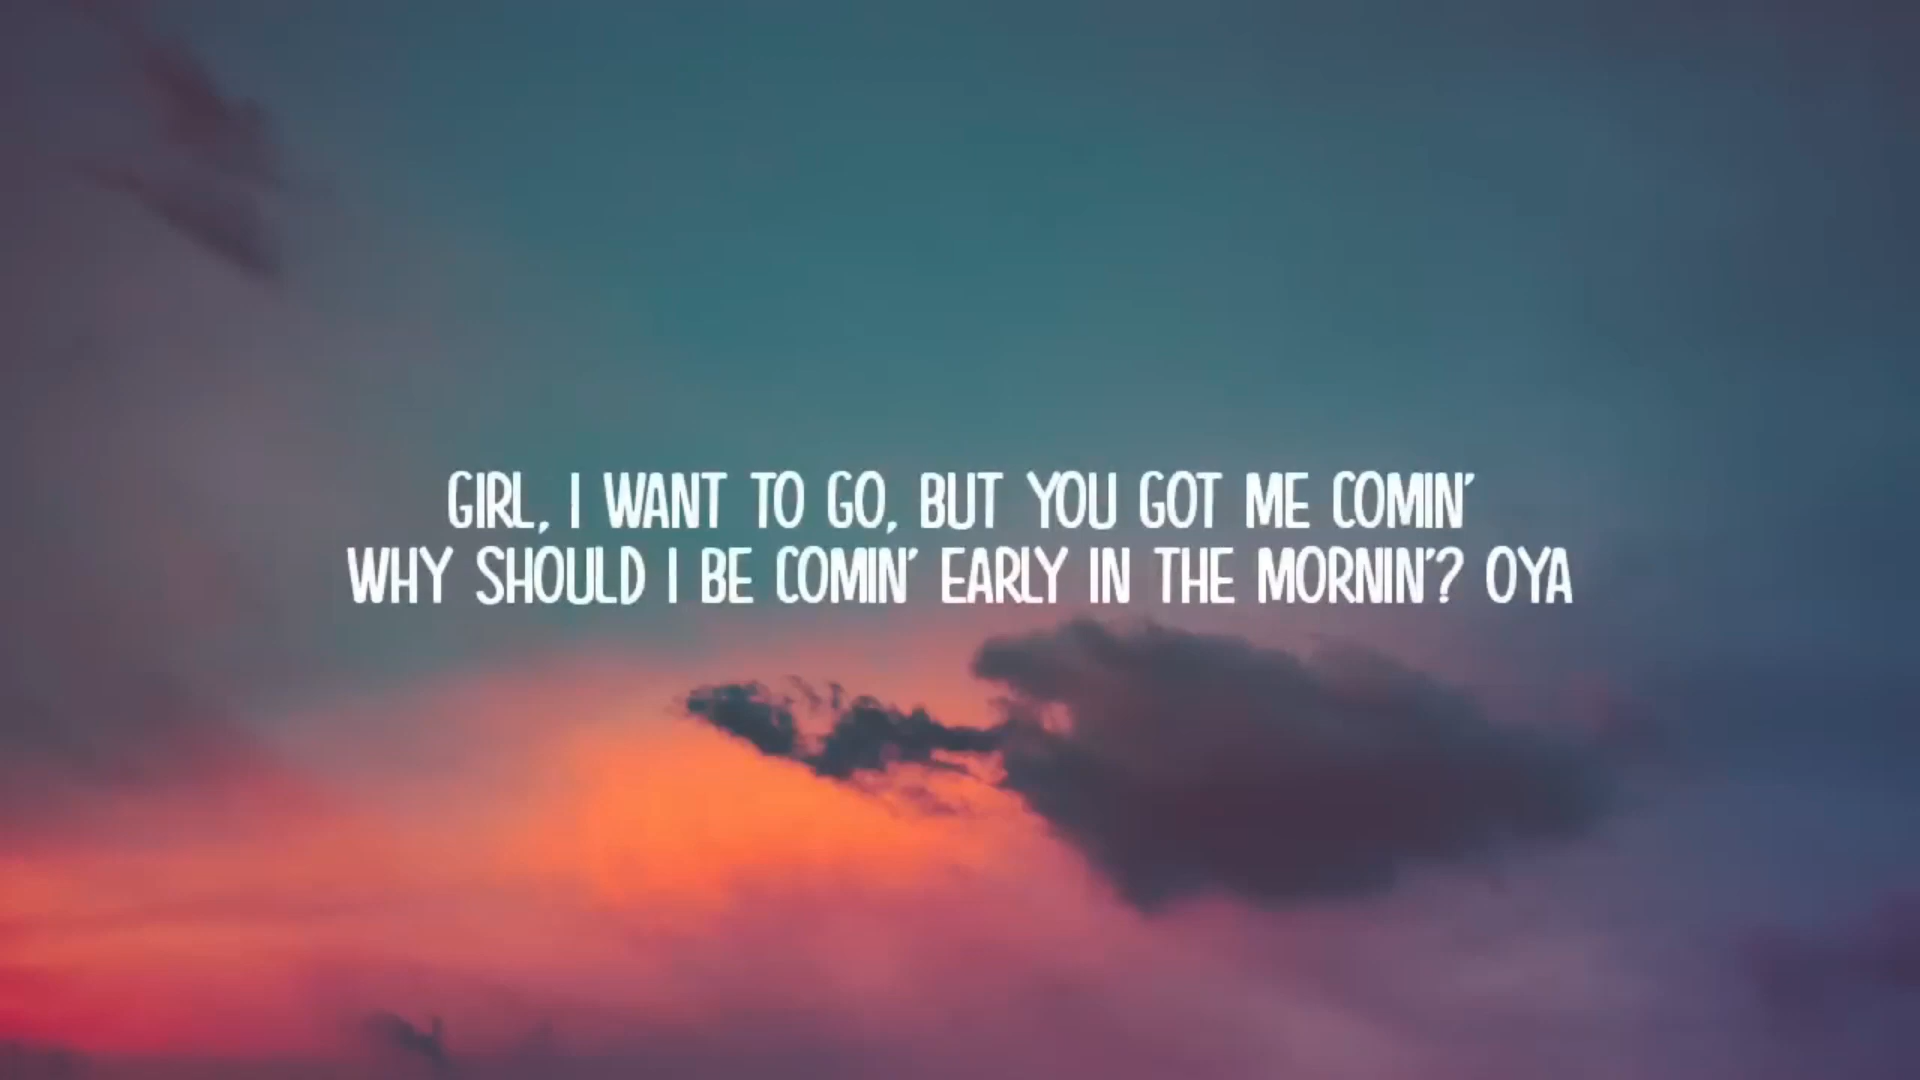 GIRL, I WANT TO GO, BUT YOU GOT ME COMIN'
WHY SHOULD I BE COMIN' EARLY IN THE MORNIN'? OYA